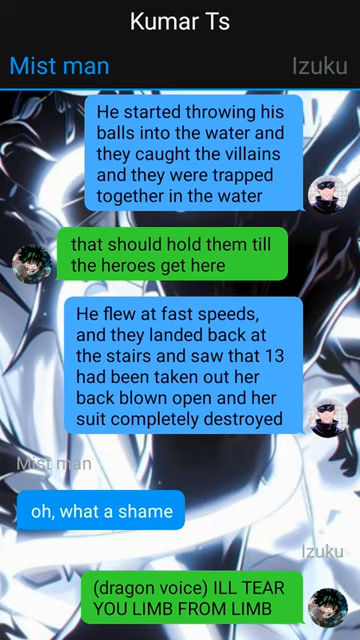 Kumar Ts
Mist man
Izuku
He started throwing his
balls into the water and
they caught the villains
and they were trapped
together in the water
that should hold them till
the heroes get here
He flew at fast speeds,
and they landed back at
the stairs and saw that 13
had been taken out her
back blown open and her
suit completely destroyed
Mist man
oh, what a shame
Izuku
(dragon voice) ILL TEAR
YOU LIMB FROM LIMB